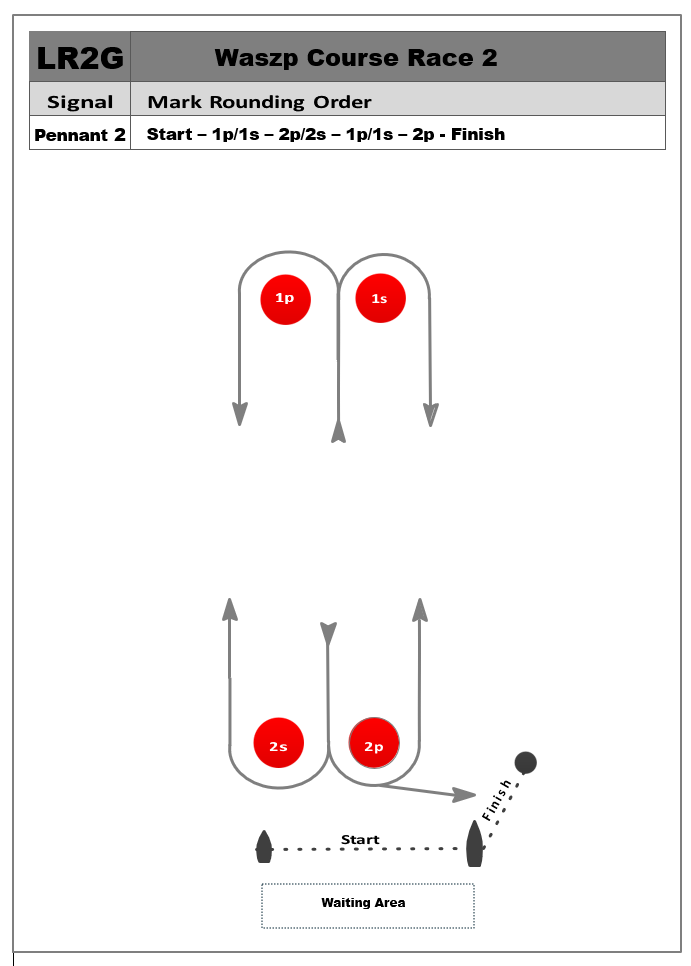 LR2G Waszp Course Race 2
Signal Mark Rounding Order
Pennant 2 Start – 1p/1s – 2p/2s – 1p/1s – 2p - Finish
1p 1s
2s 2p
Finish
Start
Waiting Area